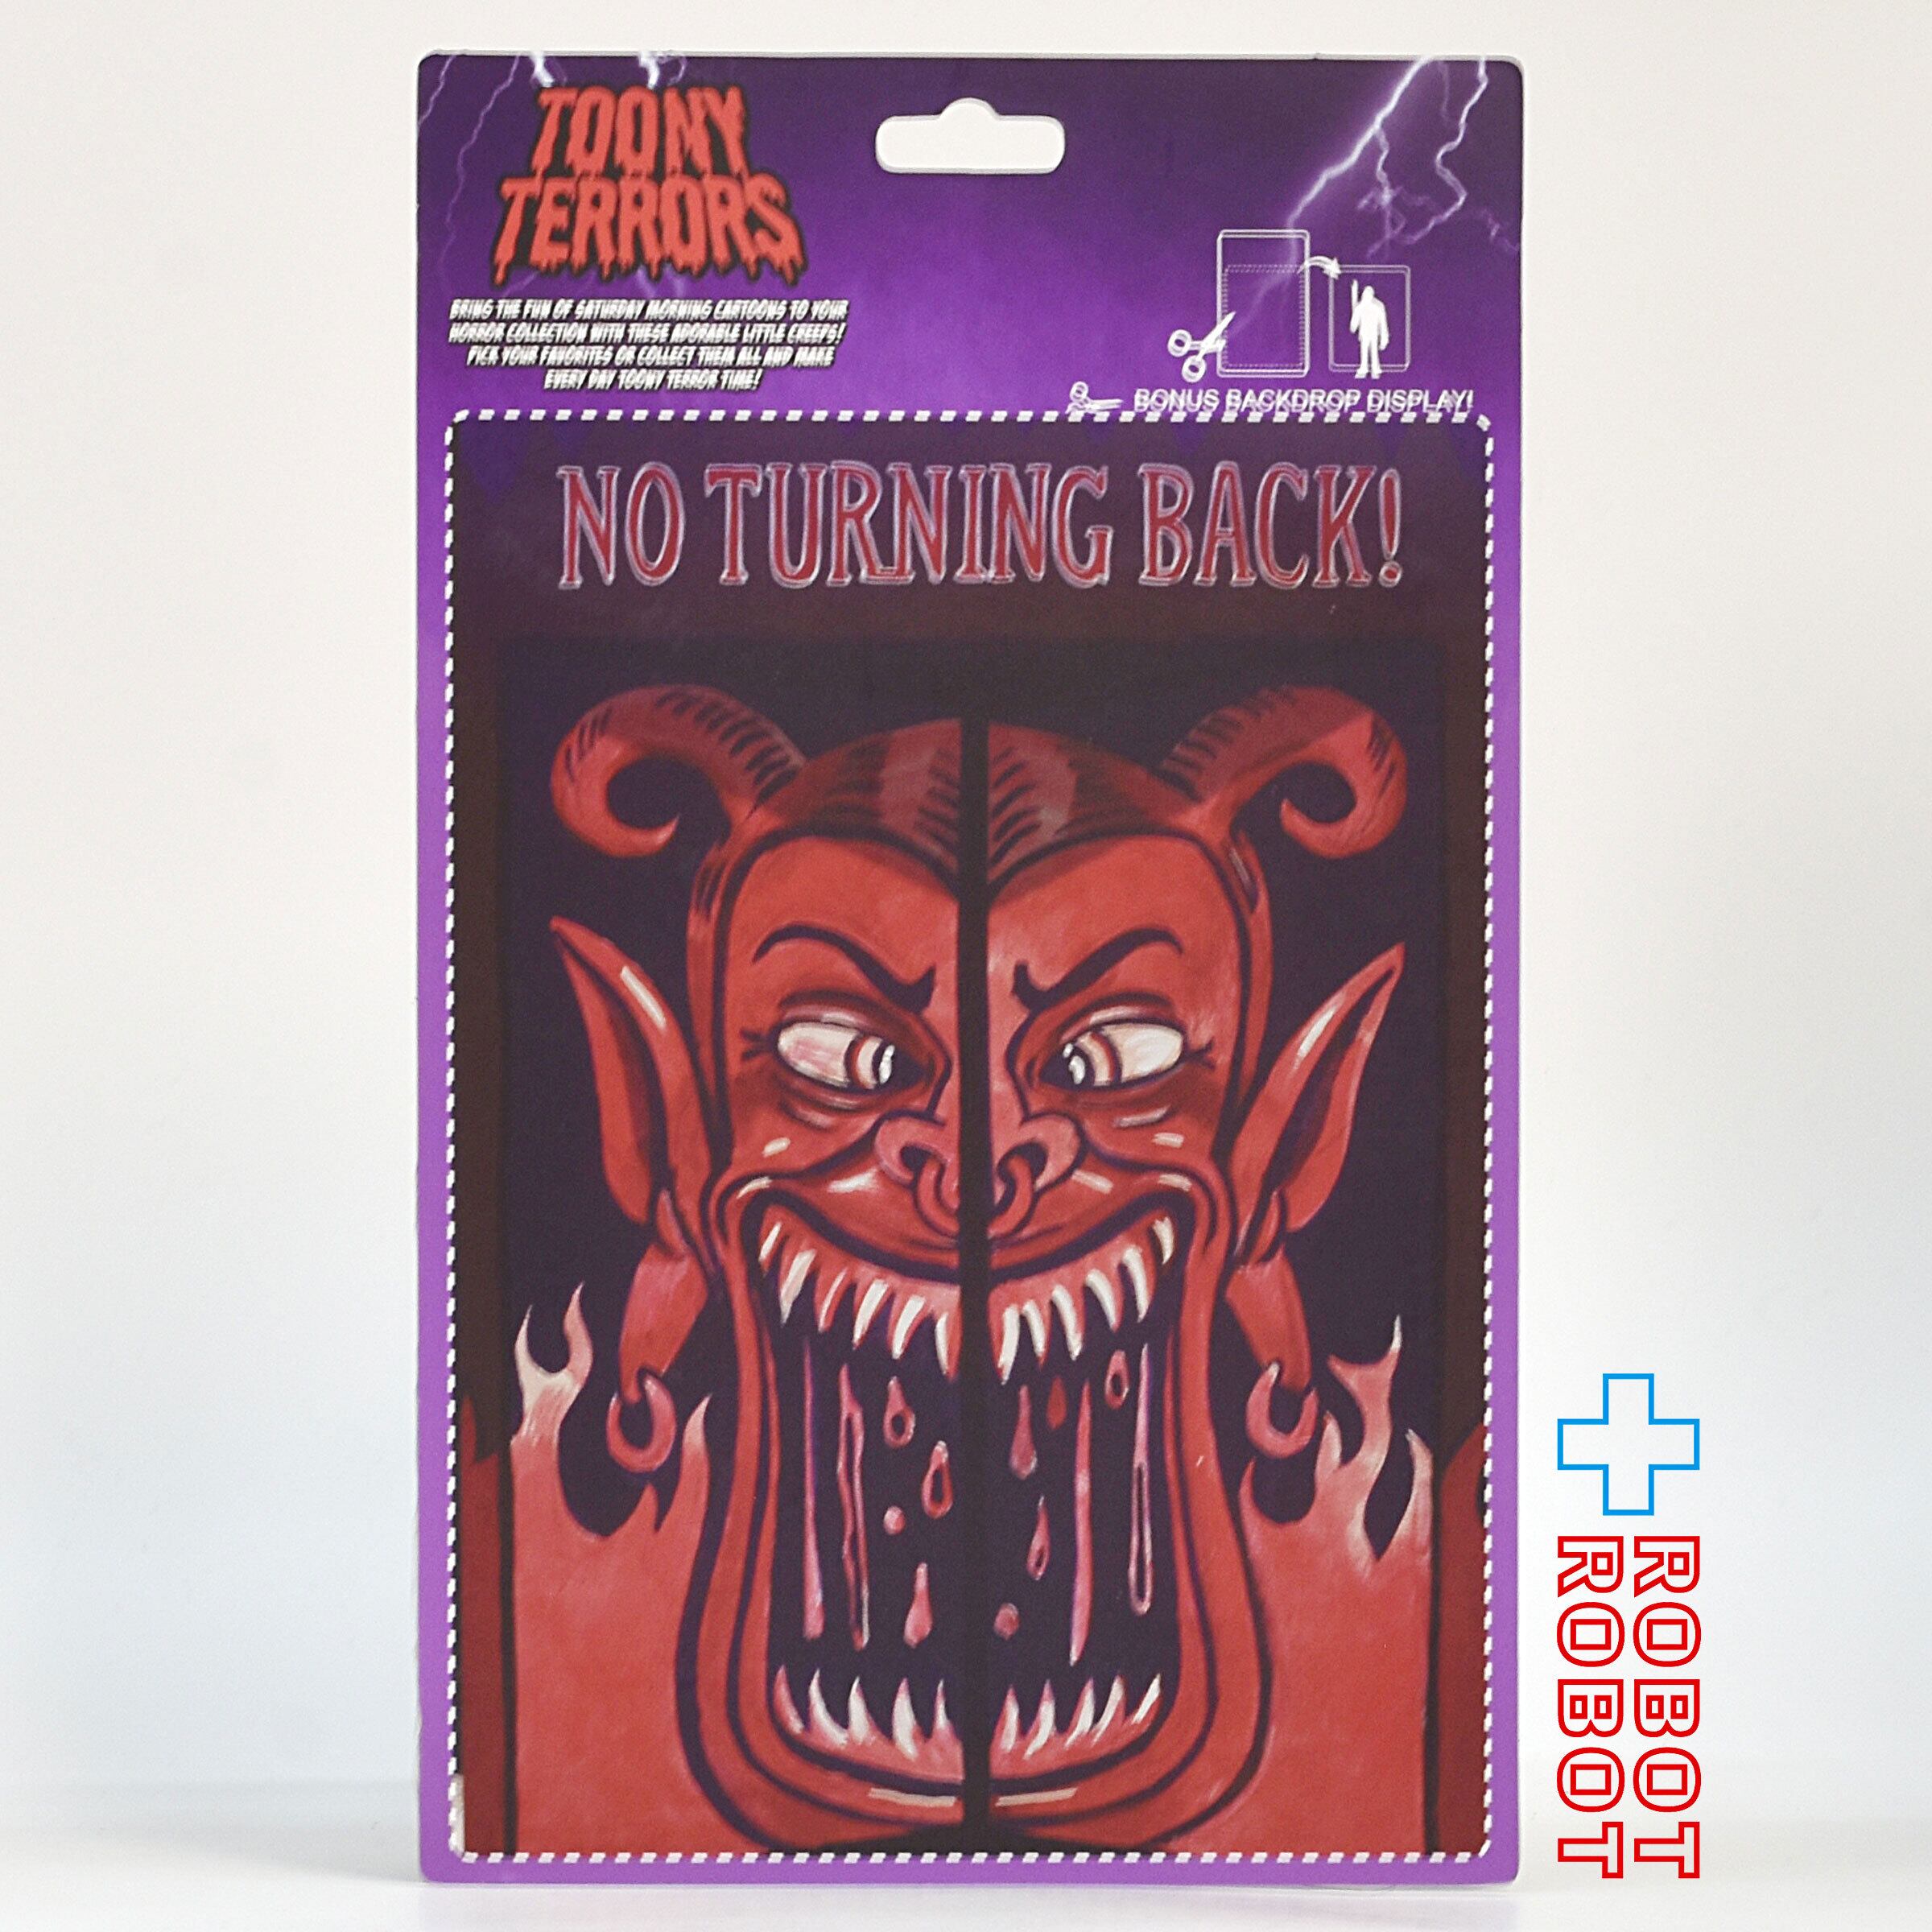 TOONY
TERRORS
BRING THE FUN OF SATURDAY MORNING CARTOONS TO YOUR
HORROR COLLECTION WITH THESE ADORABLE LITTLE CREEPS!
PICK YOUR FAVORITES OR COLLECT THEM ALL AND MAKE
EVERY DAY TOONY TERROR TIME!
BONUS BACKDROP DISPLAY!
NO TURNING BACK!
ROBOT
ROBOT